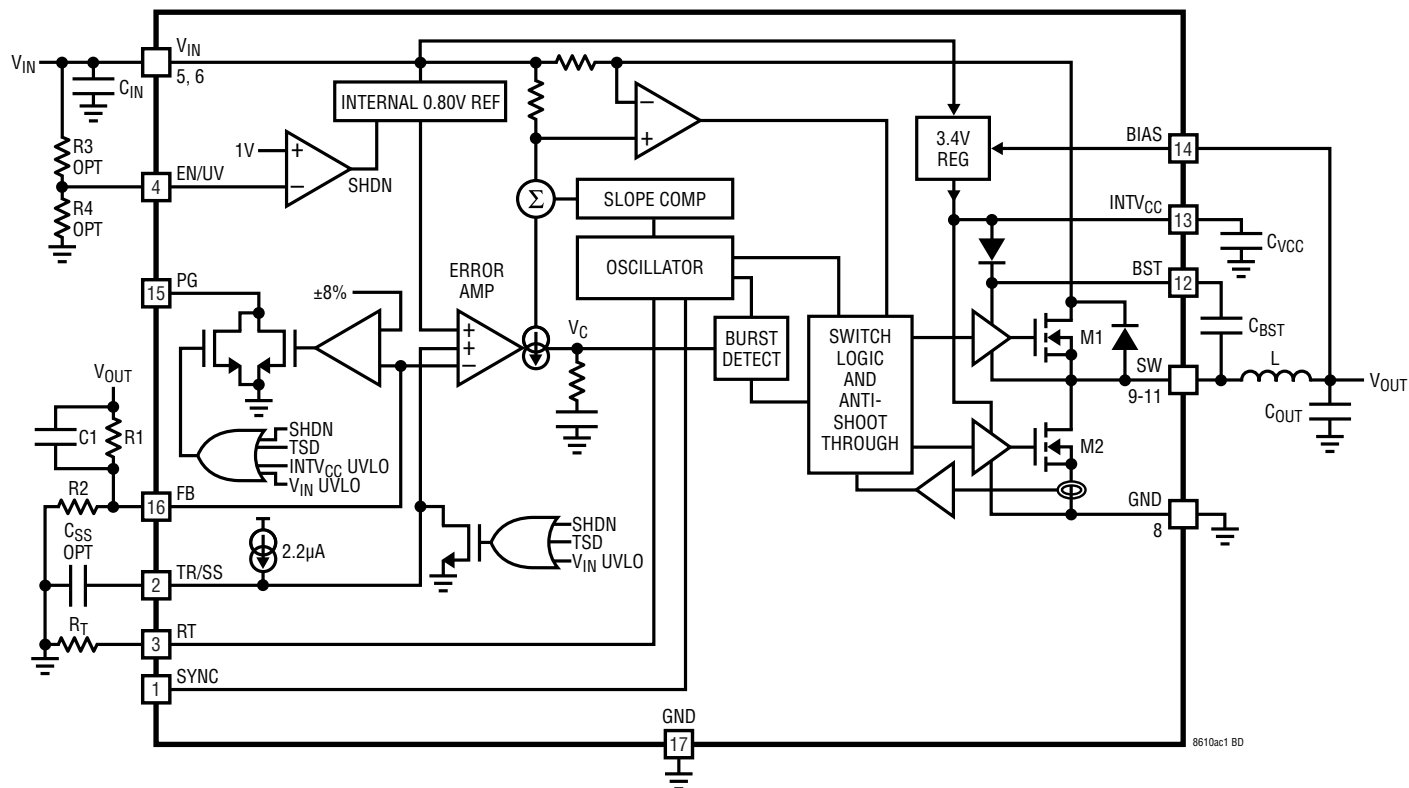 VIN
VIN
5, 6
CIN
R3
OPT
R4
OPT
4
EN/UV
1V
+
−
SHDN
INTERNAL 0.80V REF
−
+
Σ
SLOPE COMP
OSCILLATOR
3.4V
REG
BIAS
14
INTVCC
13
CVCC
BST
12
CBST
M1
SW
9-11
L
VOUT
COUT
M2
GND
8
PG
15
±8%
ERROR
AMP
+
+
−
VC
BURST
DETECT
SWITCH
LOGIC
AND
ANTI-
SHOOT
THROUGH
VOUT
C1
R1
SHDN
TSD
INTVCC UVLO
VIN UVLO
R2
16
FB
CSS
OPT
2.2µA
2
TR/SS
SHDN
TSD
VIN UVLO
RT
3
RT
1
SYNC
GND
17
8610ac1 BD